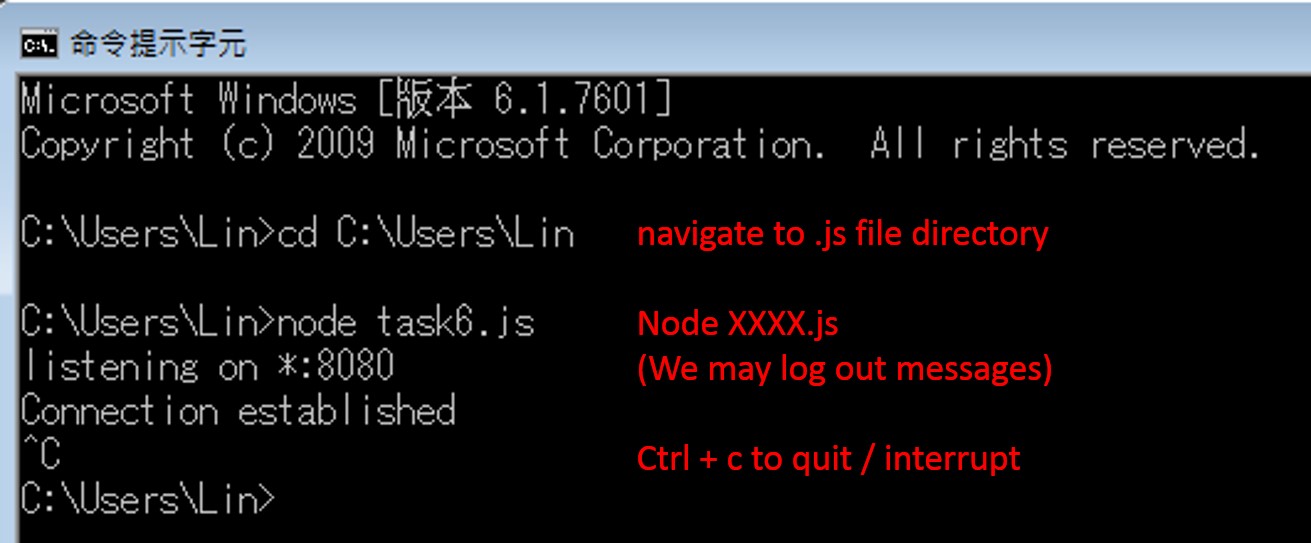 命令提示字元
Microsoft Windows [版本 6.1.7601]
Copyright (c) 2009 Microsoft Corporation.  All rights reserved.
C:\Users\Lin>cd C:\Users\Lin navigate to .js file directory
C:\Users\Lin>node task6.js Node XXXX.js
listening on *:8080 (We may log out messages)
Connection established
^C Ctrl + c to quit / interrupt
C:\Users\Lin>